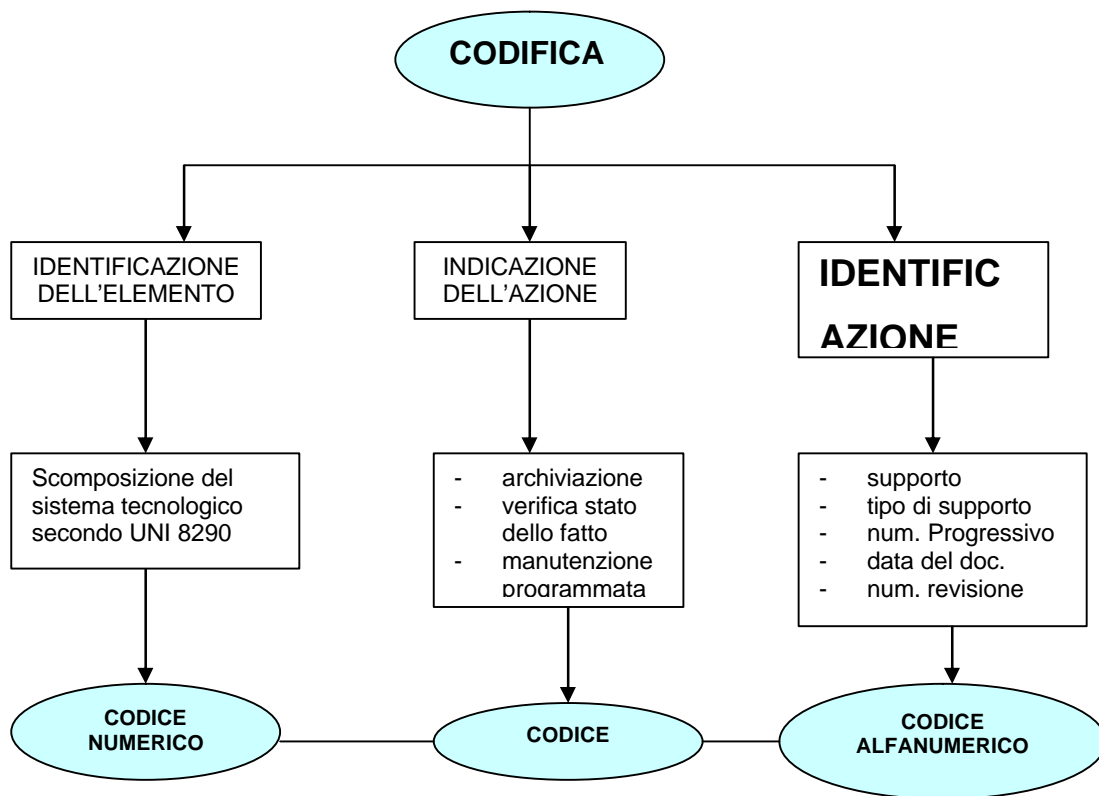 CODIFICA
IDENTIFICAZIONE
DELL'ELEMENTO
INDICAZIONE
DELL'AZIONE
IDENTIFIC
AZIONE
Scomposizione del
sistema tecnologico
secondo UNI 8290
- archiviazione
- verifica stato
dello fatto
- manutenzione
programmata
- supporto
- tipo di supporto
- num. Progressivo
- data del doc.
- num. revisione
CODICE
NUMERICO
CODICE
CODICE
ALFANUMERICO